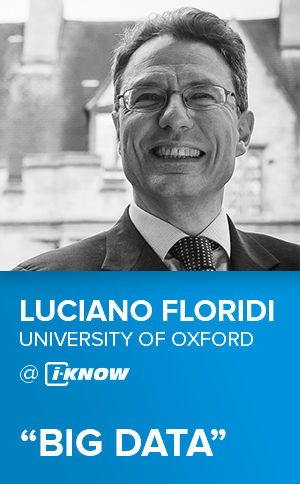 LUCIANO FLORIDI
UNIVERSITY OF OXFORD
@ i-KNOW
“BIG DATA”